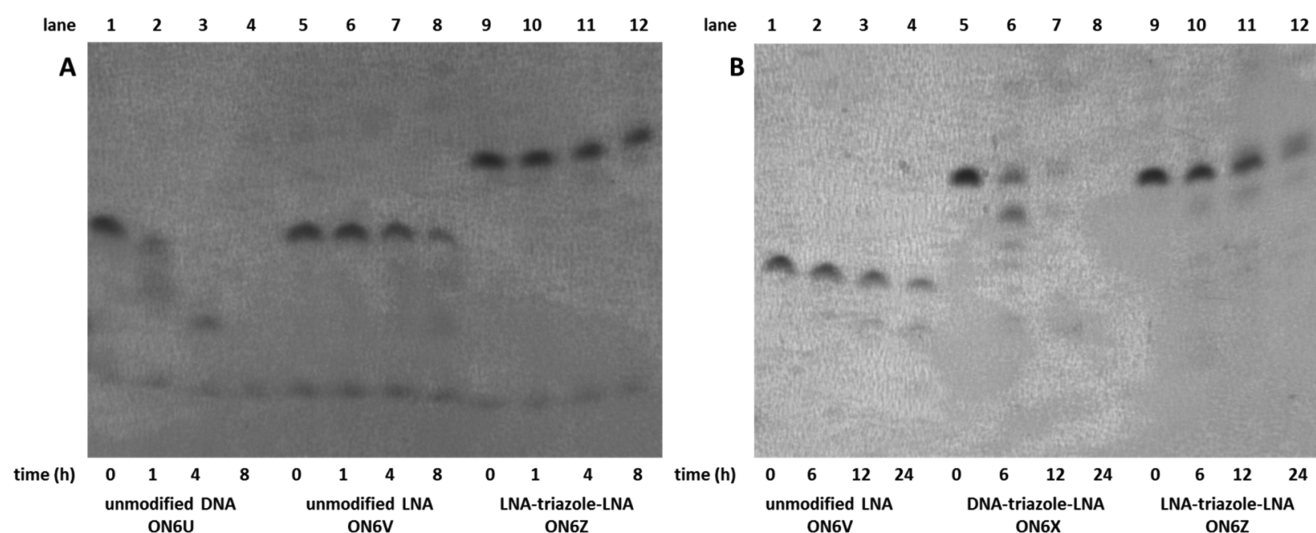 lane 1 2 3 4 5 6 7 8 9 10 11 12
A
time (h) 0 1 4 8 0 1 4 8 0 1 4 8
unmodified DNA unmodified LNA LNA-triazole-LNA
ON6U ON6V ON6Z
lane 1 2 3 4 5 6 7 8 9 10 11 12
B
time (h) 0 6 12 24 0 6 12 24 0 6 12 24
unmodified LNA DNA-triazole-LNA LNA-triazole-LNA
ON6V ON6X ON6Z